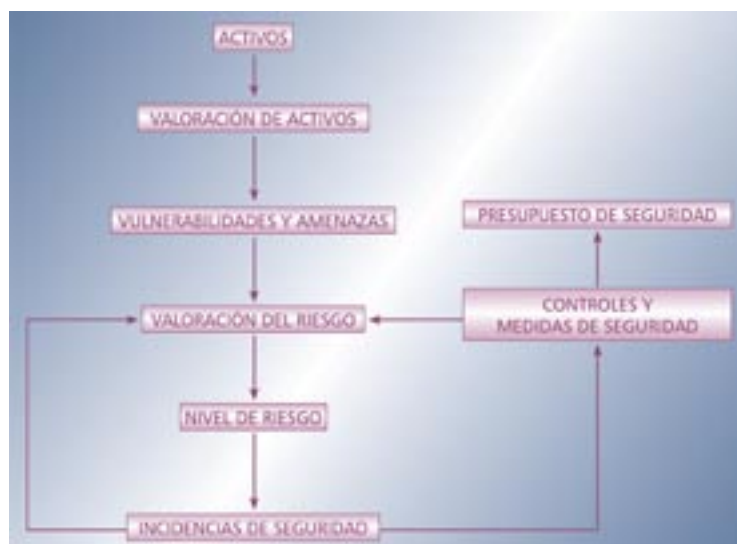 ACTIVOS
VALORACIÓN DE ACTIVOS
VULNERABILIDADES Y AMENAZAS
PRESUPUESTO DE SEGURIDAD
VALORACIÓN DEL RIESGO
CONTROLES Y
MEDIDAS DE SEGURIDAD
NIVEL DE RIESGO
INCIDENCIAS DE SEGURIDAD